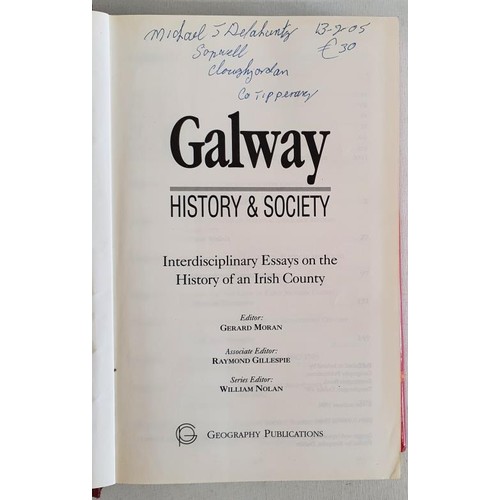 Michael J Delahunty 13-2-05
Sopwell €30
Cloughjordan
Co Tipperary
Galway
HISTORY & SOCIETY
Interdisciplinary Essays on the
History of an Irish County
Editor:
GERARD MORAN
Associate Editor:
RAYMOND GILLESPIE
Series Editor:
WILLIAM NOLAN
GEOGRAPHY PUBLICATIONS